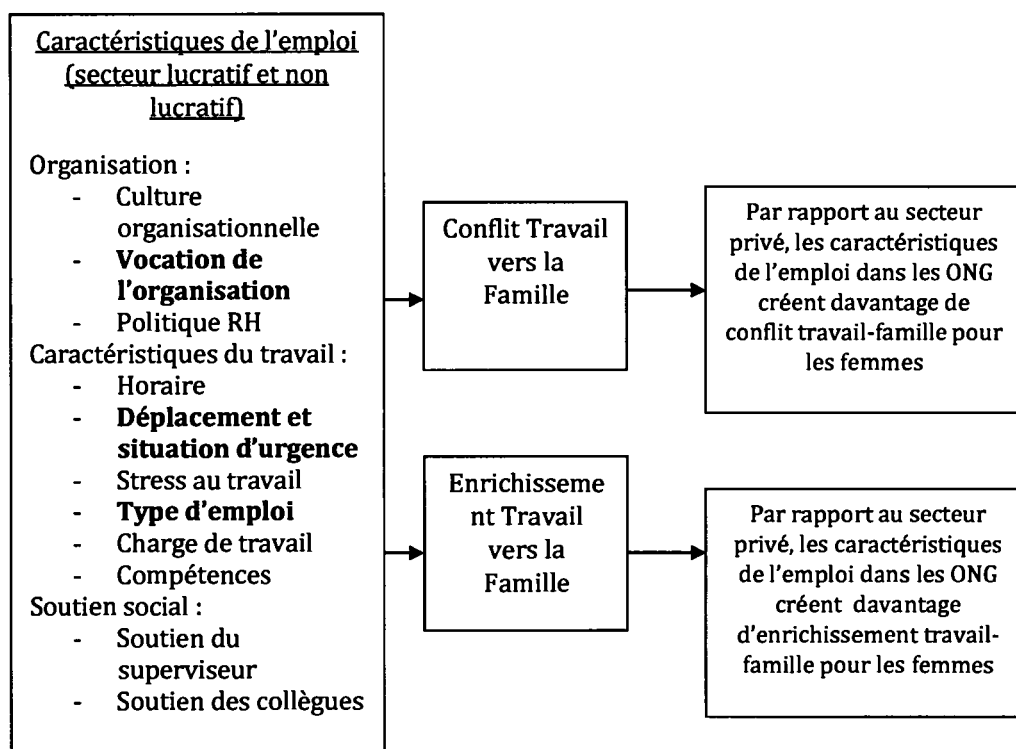 Caractéristiques de l'emploi
(secteur lucratif et non
lucratif)
Organisation :
- Culture
organisationnelle
- Vocation de
l'organisation
- Politique RH
Caractéristiques du travail :
- Horaire
- Déplacement et
situation d'urgence
- Stress au travail
- Type d'emploi
- Charge de travail
- Compétences
Soutien social :
- Soutien du
superviseur
- Soutien des collègues
Conflit Travail
vers la
Famille
Enrichisseme
nt Travail
vers la
Famille
Par rapport au secteur
privé, les caractéristiques
de l'emploi dans les ONG
créent davantage de
conflit travail-famille pour
les femmes
Par rapport au secteur
privé, les caractéristiques
de l'emploi dans les ONG
créent davantage
d'enrichissement travail-
famille pour les femmes